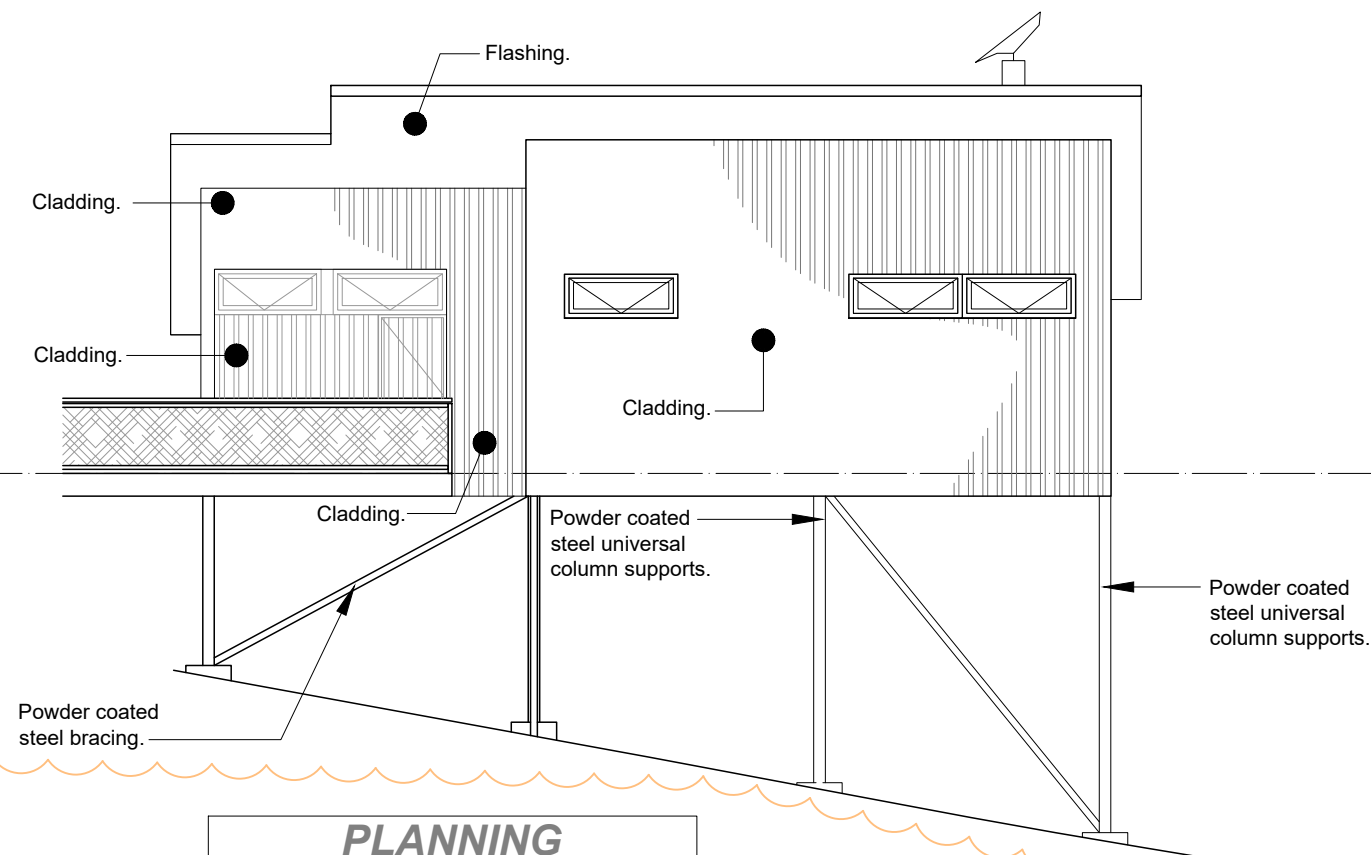 Flashing.
Cladding.
Cladding.
Cladding.
Cladding.
Powder coated
steel universal
column supports.
Powder coated
steel universal
column supports.
Powder coated
steel bracing.
PLANNING